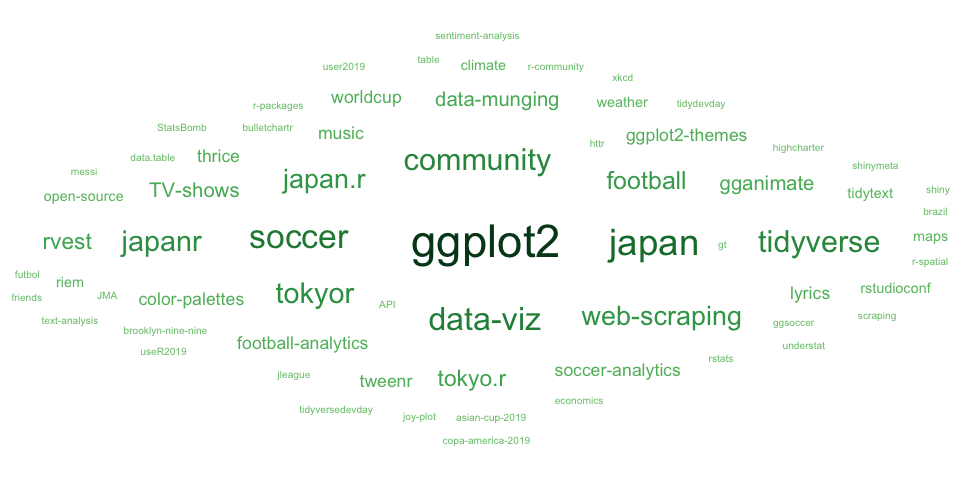 sentiment-analysis
table
user2019
climate
r-community
xkcd
r-packages
worldcup
data-munging
weather
tidydevday
StatsBomb
bulletchartr
music
httr
ggplot2-themes
highcharter
data.table
thrice
community
messi
japan.r
football
gganimate
shinymeta
open-source
TV-shows
tidytext
shiny
brazil
rvest
japanr
soccer
ggplot2
japan
gt
tidyverse
maps
r-spatial
futbol
riem
friends
JMA
color-palettes
tokyor
API
lyrics
rstudioconf
text-analysis
brooklyn-nine-nine
data-viz
web-scraping
ggsoccer
scraping
useR2019
football-analytics
understat
jleague
tweenr
tokyo.r
soccer-analytics
rstats
tidyversedevday
joy-plot
asian-cup-2019
economics
copa-america-2019